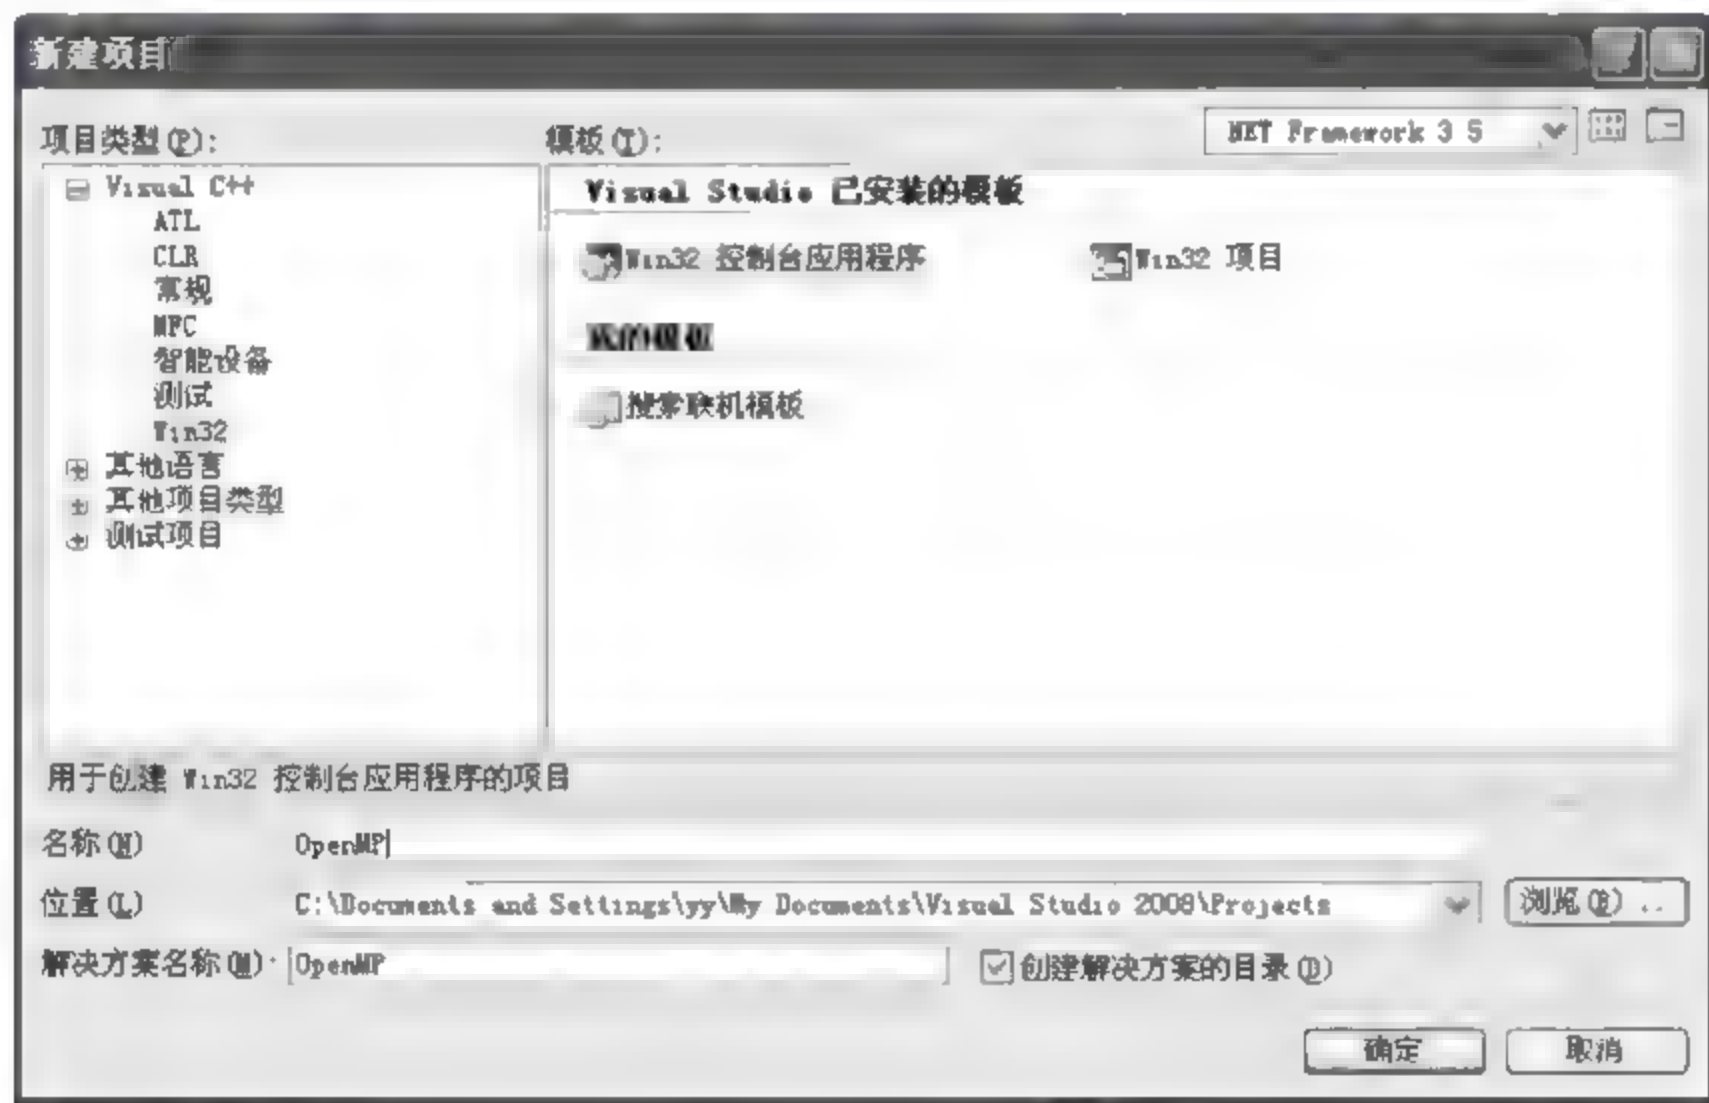 新建项目
项目类型(P):
模板(T):
NET Framework 3 5
Visual C++
ATL
CLR
常规
MFC
智能设备
测试
Win32
其他语言
其他项目类型
测试项目
Visual Studio 已安装的模板
Win32 控制台应用程序
Win32 项目
我的模板
搜索联机模板
用于创建 Win32 控制台应用程序的项目
名称(N)
OpenMP
位置(L)
C:\Documents and Settings\yy\My Documents\Visual Studio 2008\Projects
浏览(B) ..
解决方案名称(M):
OpenMP
创建解决方案的目录(D)
确定
取消